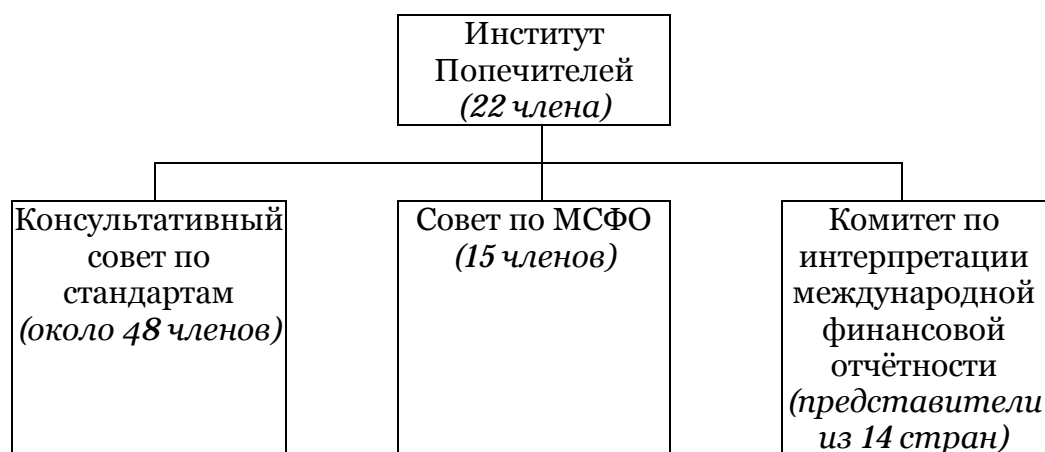 Институт
Попечителей
(22 члена)
Консультативный
совет по
стандартам
(около 48 членов)
Совет по МСФО
(15 членов)
Комитет по
интерпретации
международной
финансовой
отчётности
(представители
из 14 стран)